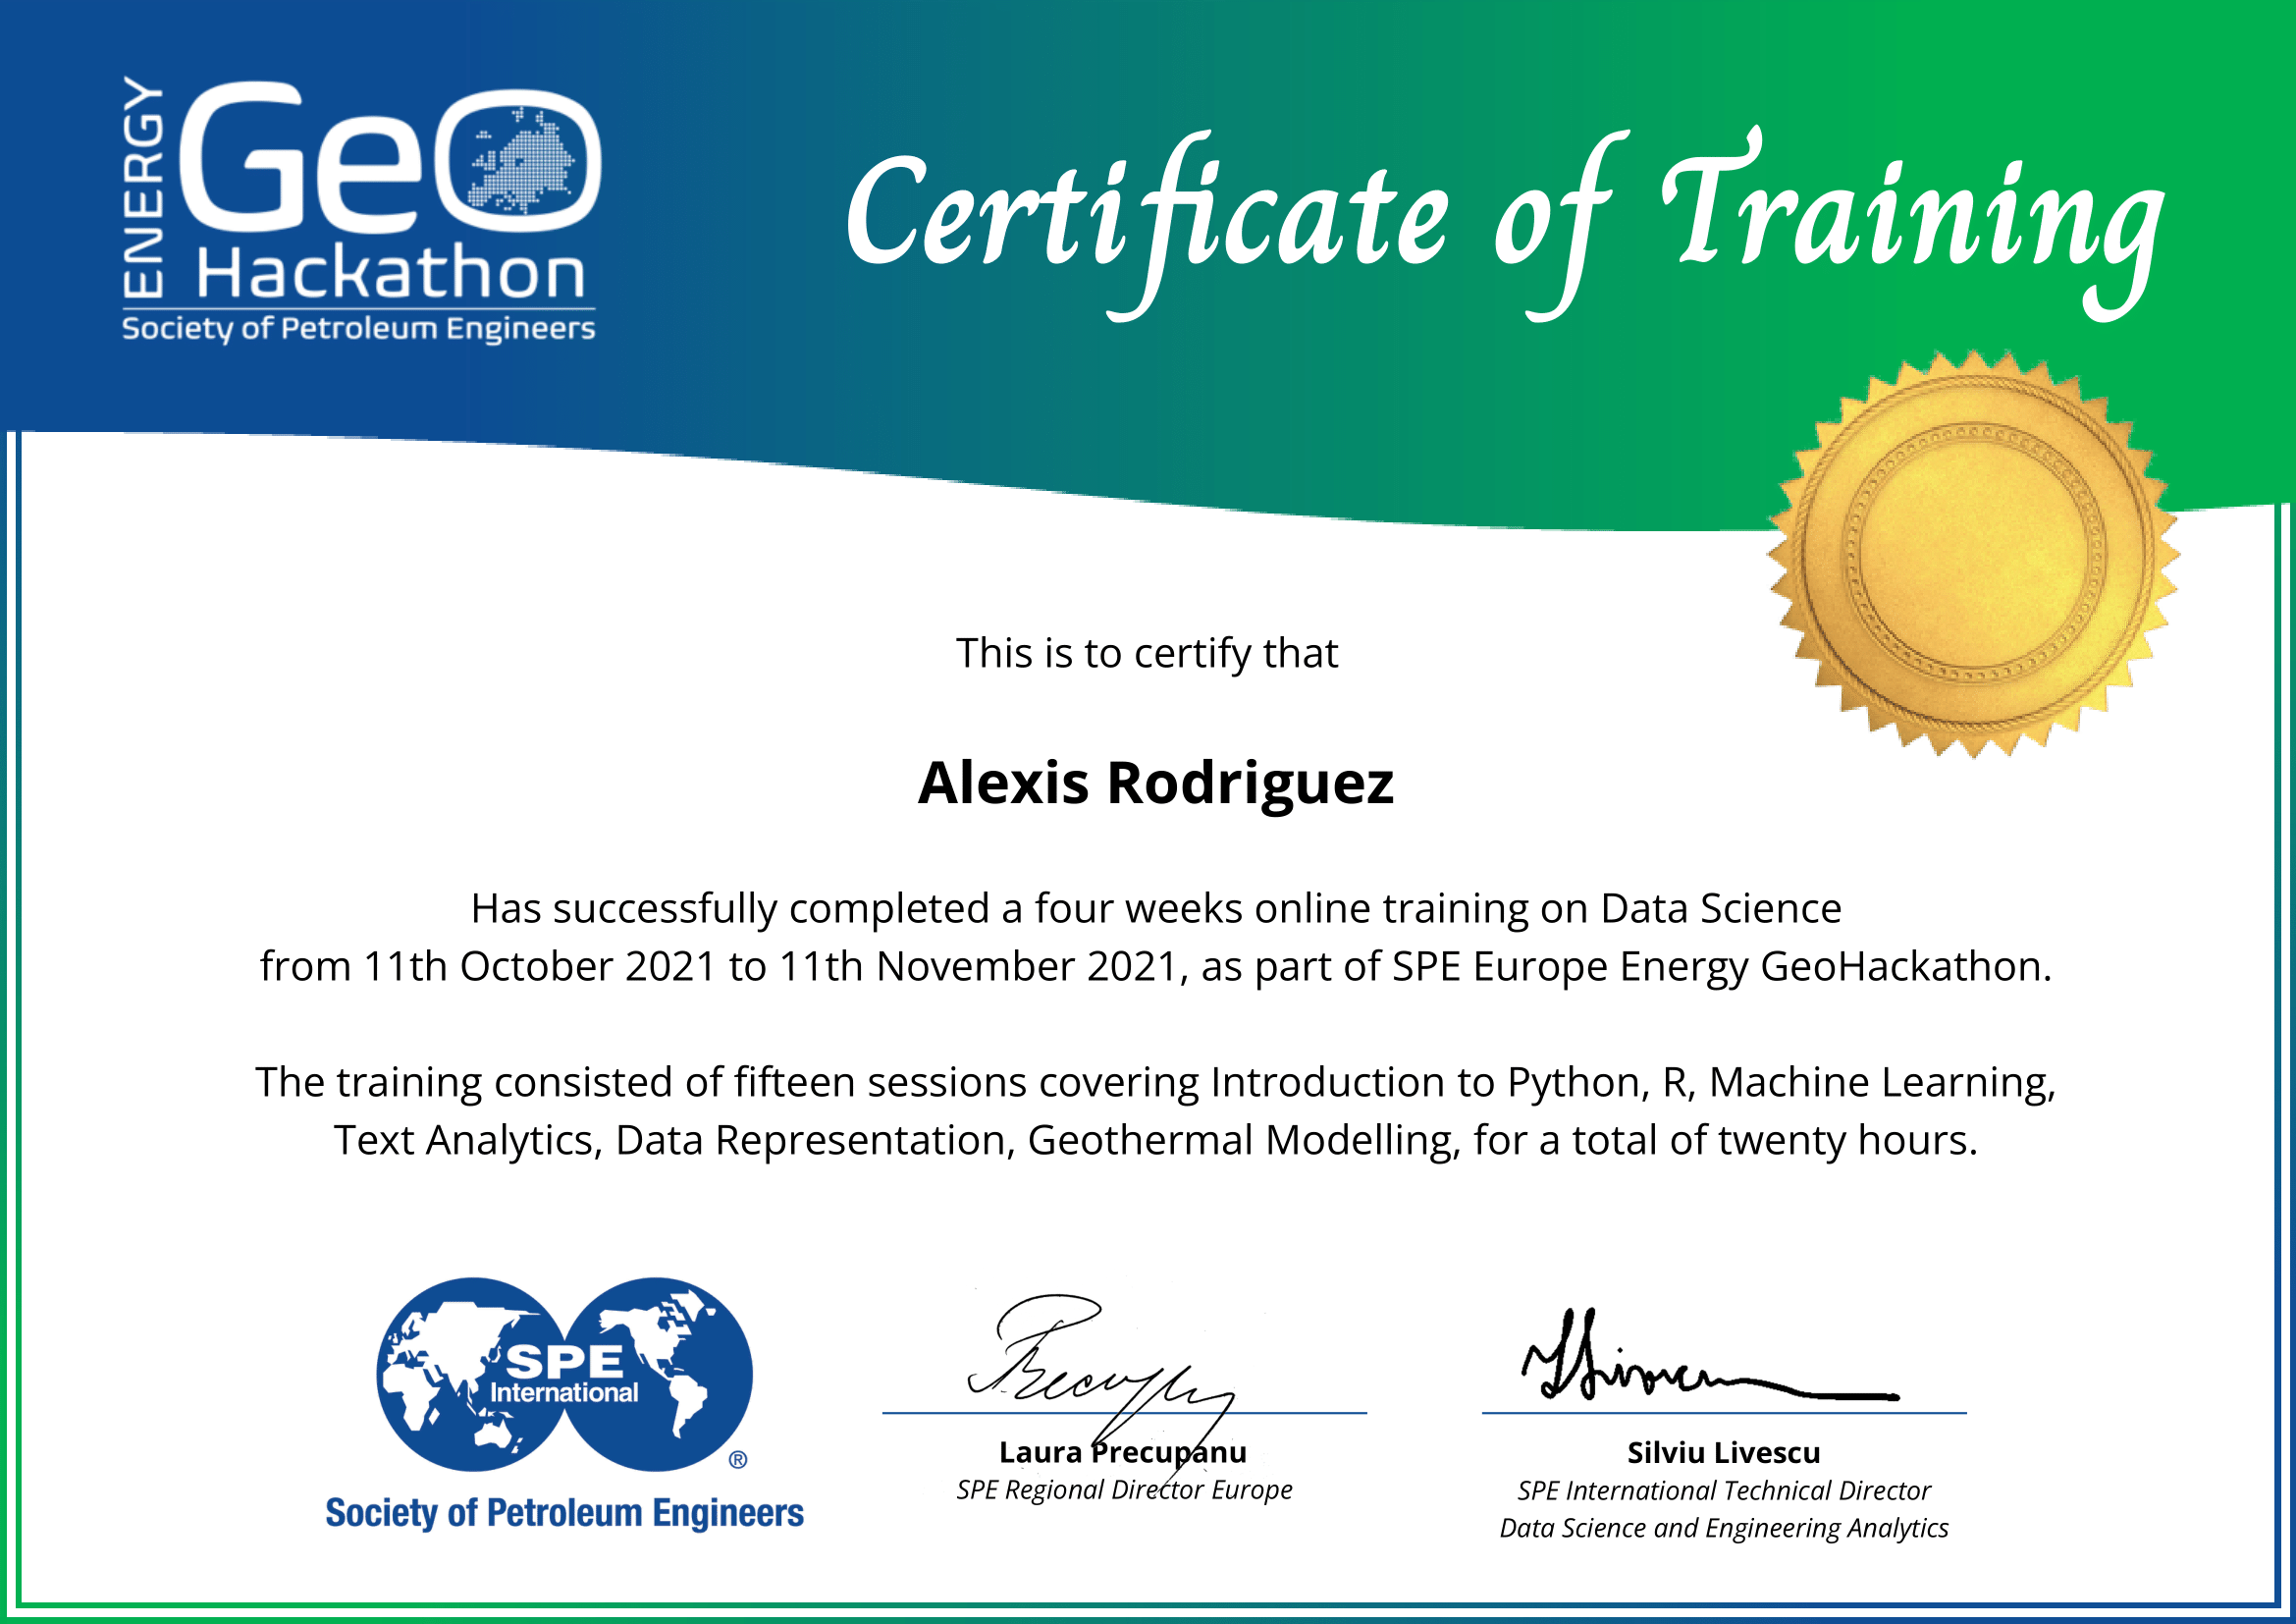 ENERGY
GeO
Hackathon
Society of Petroleum Engineers
Certificate of Training
This is to certify that
Alexis Rodriguez
Has successfully completed a four weeks online training on Data Science
from 11th October 2021 to 11th November 2021, as part of SPE Europe Energy GeoHackathon.
The training consisted of fifteen sessions covering Introduction to Python, R, Machine Learning,
Text Analytics, Data Representation, Geothermal Modelling, for a total of twenty hours.
SPE
International
®
Society of Petroleum Engineers
Laura Precupanu
SPE Regional Director Europe
Silviu Livescu
SPE International Technical Director
Data Science and Engineering Analytics